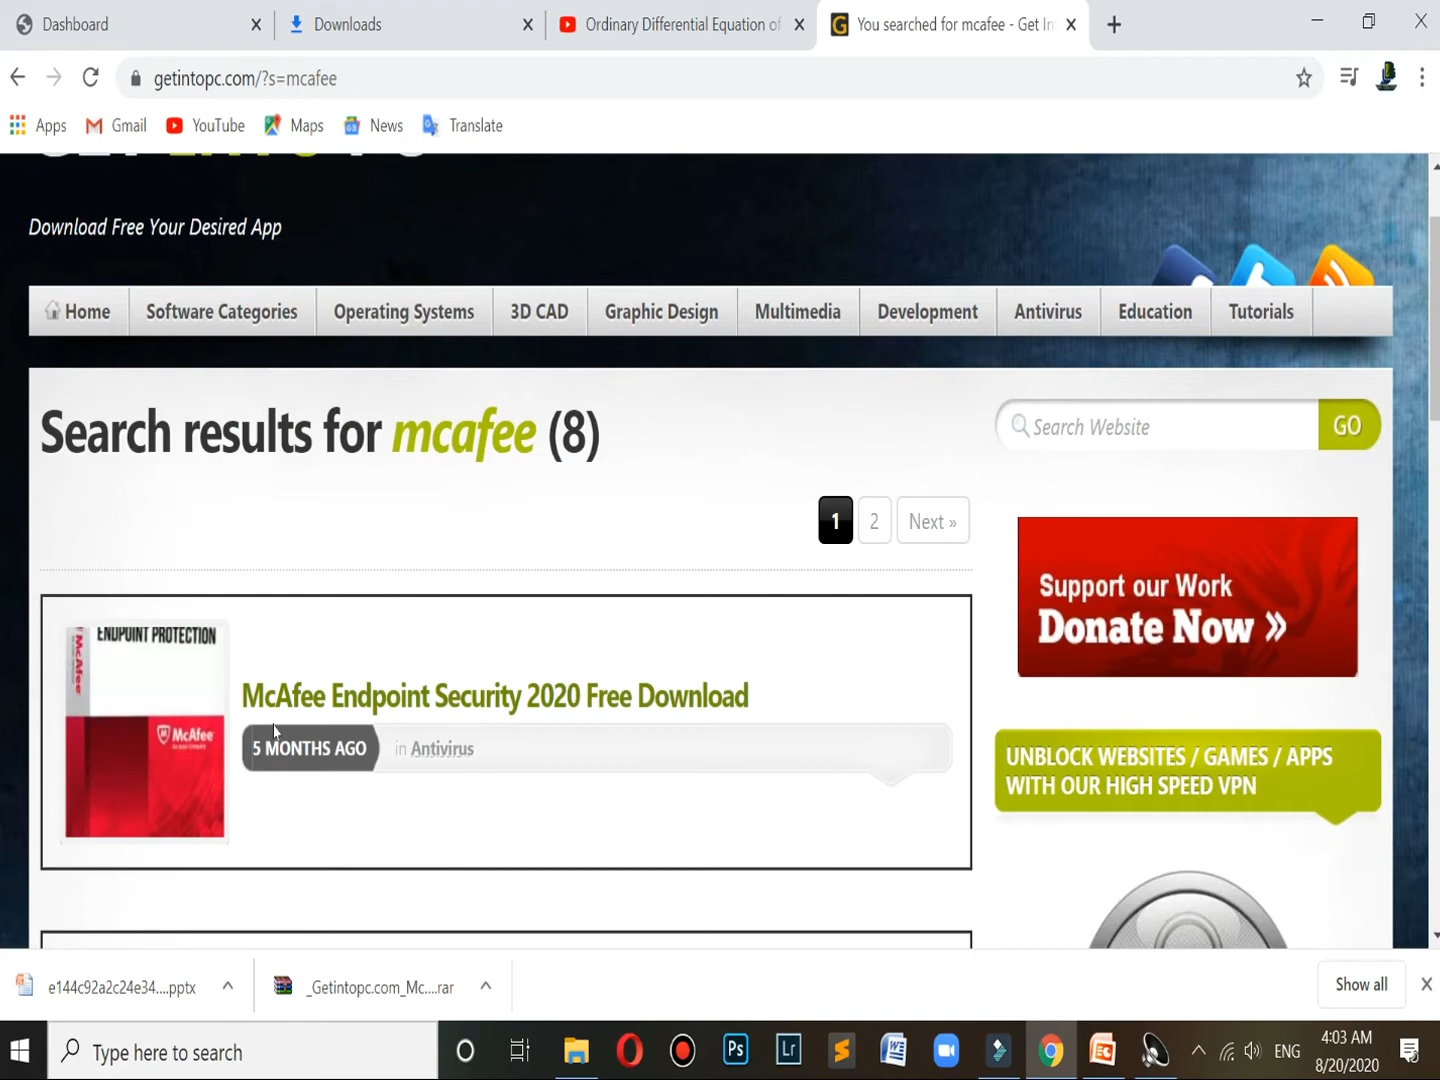 Dashboard
Downloads
Ordinary Differential Equation of
You searched for mcafee - Get In
getintopc.com/?s=mcafee
Apps
Gmail
YouTube
Maps
News
Translate
Download Free Your Desired App
Home
Software Categories
Operating Systems
3D CAD
Graphic Design
Multimedia
Development
Antivirus
Education
Tutorials
Search results for mcafee (8)
Search Website
GO
1
2
Next »
Support our Work
Donate Now »
ENDPOINT PROTECTION
McAfee
McAfee
McAfee Endpoint Security 2020 Free Download
5 MONTHS AGO
in Antivirus
UNBLOCK WEBSITES / GAMES / APPS
WITH OUR HIGH SPEED VPN
e144c92a2c24e34....pptx
_Getintopc.com_Mc....rar
Show all
Type here to search
Ps
Lr
ENG
4:03 AM
8/20/2020